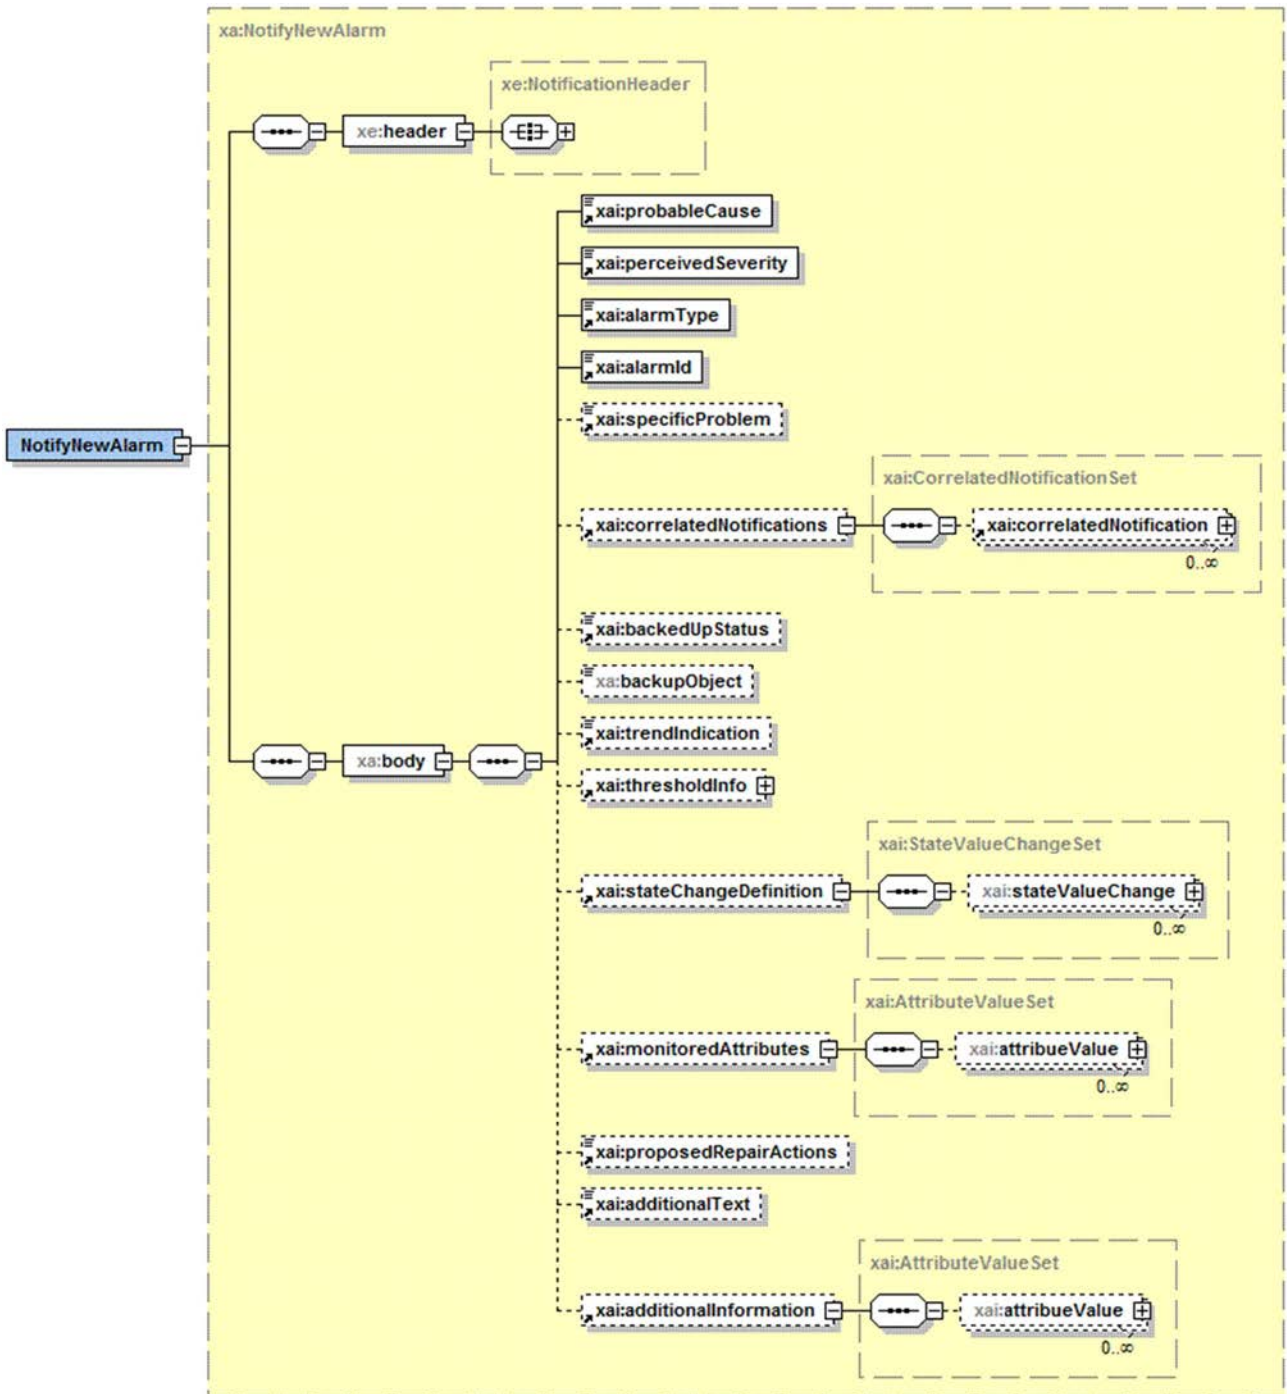 xa:NotifyNewAlarm
xe:NotificationHeader
xe:header
xai:probableCause
xai:perceivedSeverity
xai:alarmType
xai:alarmId
xai:specificProblem
NotifyNewAlarm
xai:CorrelatedNotificationSet
xai:correlatedNotifications
xai:correlatedNotification
0..∞
xai:backedUpStatus
xa:backupObject
xai:trendIndication
xa:body
xai:thresholdInfo
xai:StateValueChangeSet
xai:stateChangeDefinition
xai:stateValueChange
0..∞
xai:AttributeValueSet
xai:monitoredAttributes
xai:attribueValue
0..∞
xai:proposedRepairActions
xai:additionalText
xai:AttributeValueSet
xai:additionalInformation
xai:attribueValue
0..∞